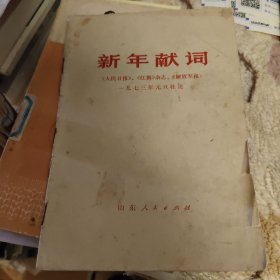 新年献词
《人民日报》、《红旗》杂志、《解放军报》
一九七三年元旦社论
山东人民出版社